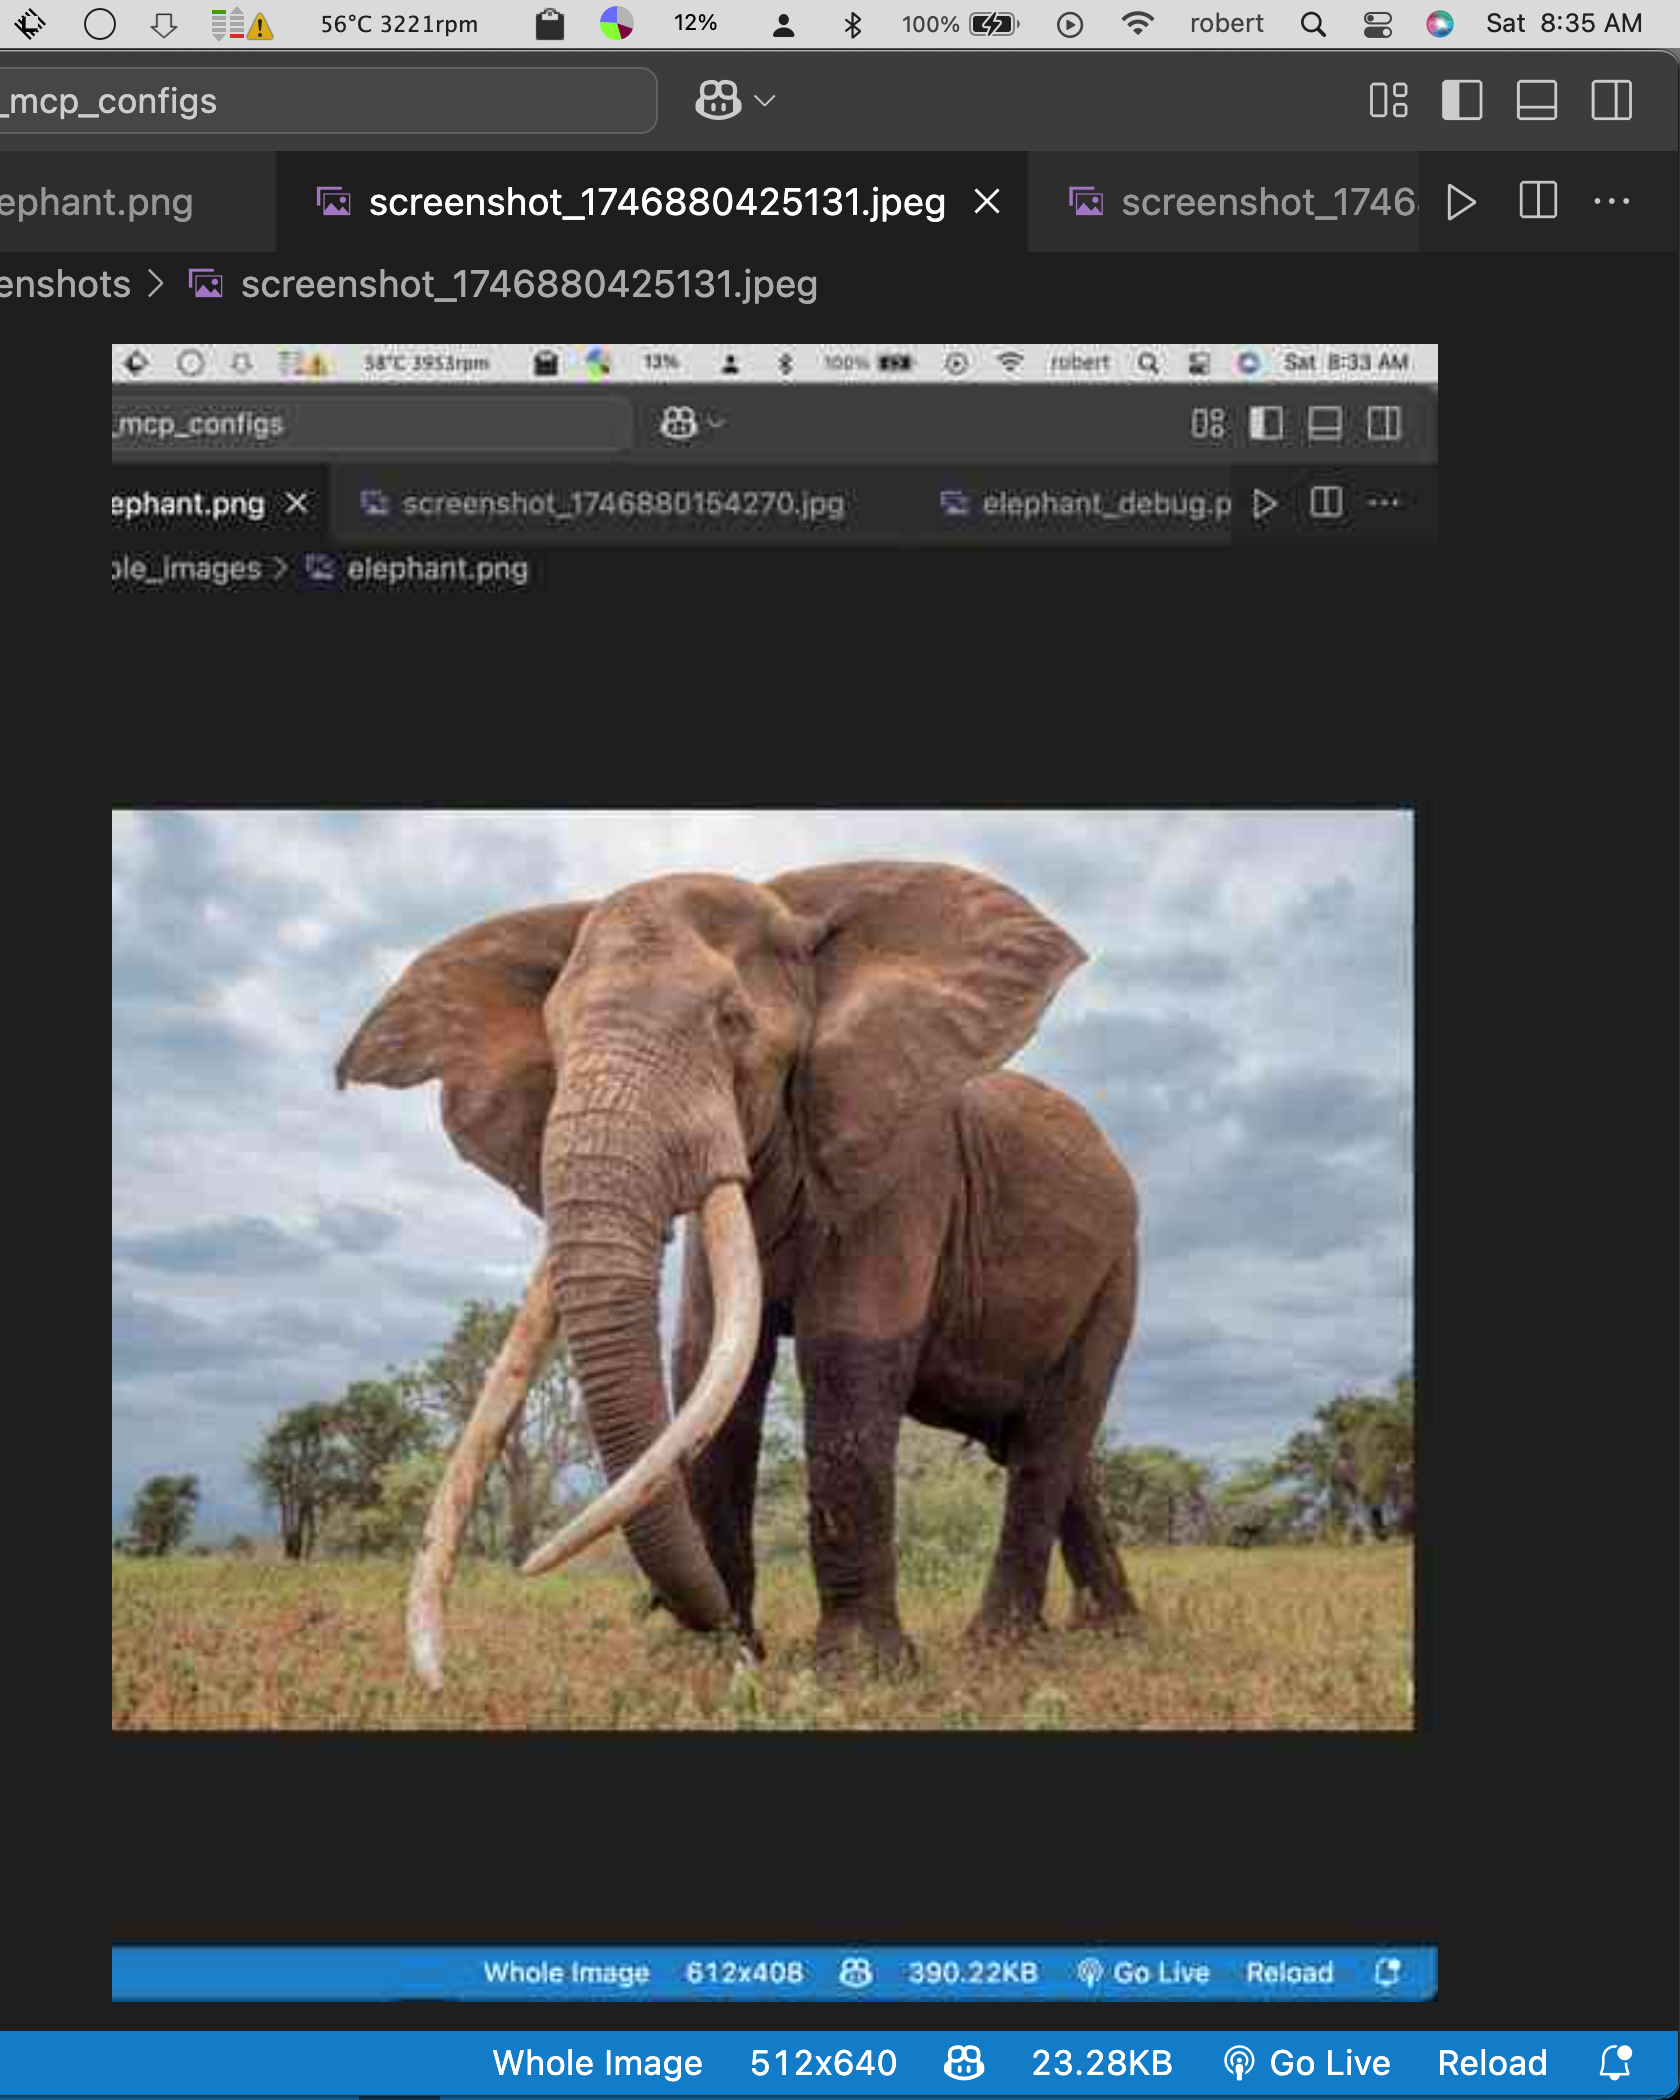 56°C 3221rpm 12% 100% robert Sat 8:35 AM
_mcp_configs
ephant.png screenshot_1746880425131.jpeg screenshot_1746
enshots > screenshot_1746880425131.jpeg
58°C 3953rpm 13% 100% robert Sat 8:33 AM
_mcp_configs
ephant.png screenshot_1746880154270.jpg elephant_debug.p
ple_images > elephant.png
Whole Image 612x408 390.22KB Go Live Reload
Whole Image 512x640 23.28KB Go Live Reload